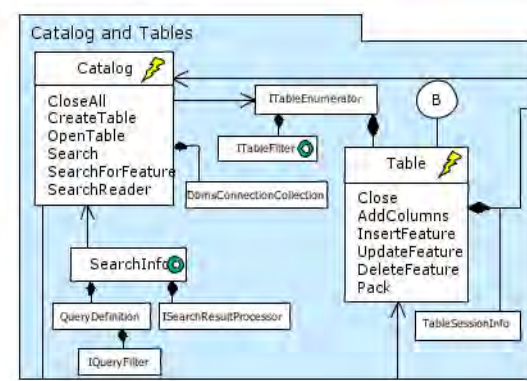 Catalog and Tables
Catalog
CloseAll
CreateTable
OpenTable
Search
SearchForFeature
SearchReader
ITableEnumerator
ITableFilter
DbmsConnectionCollection
B
Table
Close
AddColumns
InsertFeature
UpdateFeature
DeleteFeature
Pack
SearchInfo
QueryDefinition
ISearchResultProcessor
IQueryFilter
TableSessionInfo